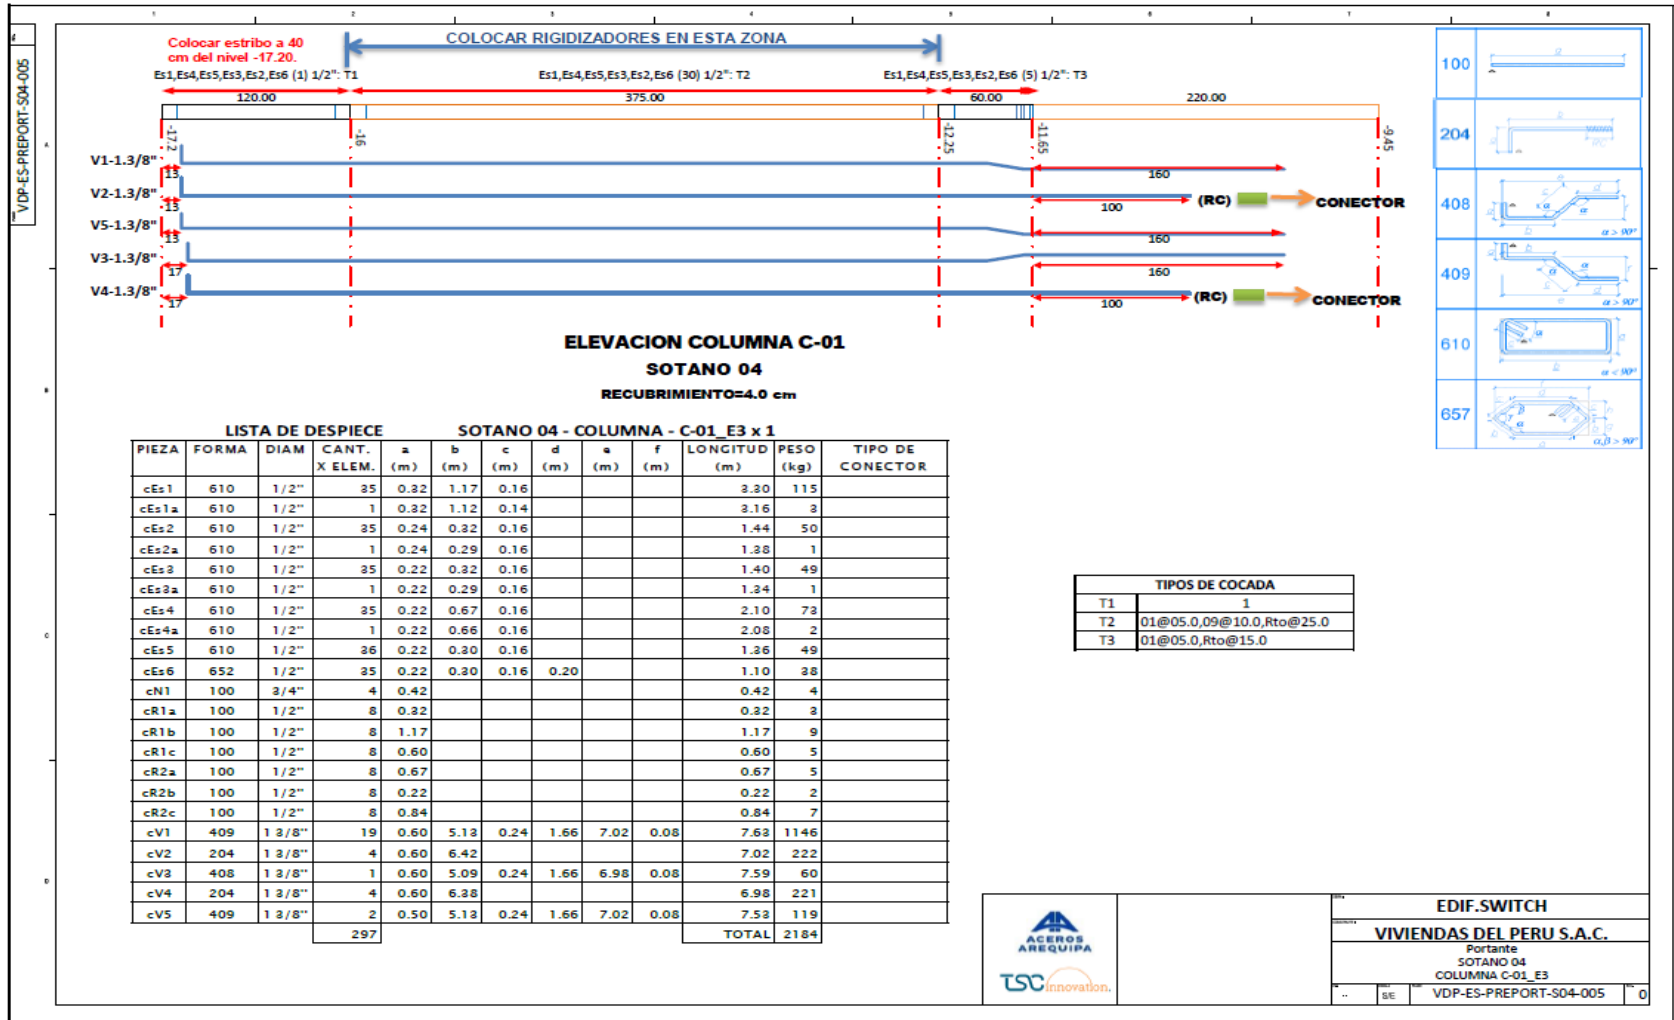 VDP-ES-PREPORT-S04-005
Colocar estribo a 40
cm del nivel -17.20.
COLOCAR RIGIDIZADORES EN ESTA ZONA
Es1,Es4,Es5,Es3,Es2,Es6 (1) 1/2": T1
Es1,Es4,Es5,Es3,Es2,Es6 (30) 1/2": T2
Es1,Es4,Es5,Es3,Es2,Es6 (5) 1/2": T3
120.00 375.00 60.00 220.00
-17.2 -16 -12.25 -11.65 -9.45
V1-1.3/8" 13 160
V2-1.3/8" 13 100 (RC) CONECTOR
V5-1.3/8" 13 160
V3-1.3/8" 17 160
V4-1.3/8" 17 100 (RC) CONECTOR
ELEVACION COLUMNA C-01
SOTANO 04
RECUBRIMIENTO=4.0 cm
100
204
408 α > 90°
409 α > 90°
610 α < 90°
657 α,β > 90°
LISTA DE DESPIECE SOTANO 04 - COLUMNA - C-01_E3 x 1
PIEZA FORMA DIAM CANT. X ELEM. a (m) b (m) c (m) d (m) e (m) f (m) LONGITUD (m) PESO (kg) TIPO DE CONECTOR
cEs1 610 1/2" 35 0.32 1.17 0.16 3.30 115
cEs1a 610 1/2" 1 0.32 1.12 0.14 3.16 3
cEs2 610 1/2" 35 0.24 0.32 0.16 1.44 50
cEs2a 610 1/2" 1 0.24 0.29 0.16 1.38 1
cEs3 610 1/2" 35 0.22 0.32 0.16 1.40 49
cEs3a 610 1/2" 1 0.22 0.29 0.16 1.34 1
cEs4 610 1/2" 35 0.22 0.67 0.16 2.10 73
cEs4a 610 1/2" 1 0.22 0.66 0.16 2.08 2
cEs5 610 1/2" 36 0.22 0.30 0.16 1.36 49
cEs6 652 1/2" 35 0.22 0.30 0.16 0.20 1.10 38
cN1 100 3/4" 4 0.42 0.42 4
cR1a 100 1/2" 8 0.32 0.32 3
cR1b 100 1/2" 8 1.17 1.17 9
cR1c 100 1/2" 8 0.60 0.60 5
cR2a 100 1/2" 8 0.67 0.67 5
cR2b 100 1/2" 8 0.22 0.22 2
cR2c 100 1/2" 8 0.84 0.84 7
cV1 409 1 3/8" 19 0.60 5.13 0.24 1.66 7.02 0.08 7.63 1146
cV2 204 1 3/8" 4 0.60 6.42 7.02 222
cV3 408 1 3/8" 1 0.60 5.09 0.24 1.66 6.98 0.08 7.59 60
cV4 204 1 3/8" 4 0.60 6.38 6.98 221
cV5 409 1 3/8" 2 0.50 5.13 0.24 1.66 7.02 0.08 7.53 119
297 TOTAL 2184
TIPOS DE COCADA
T1 1
T2 01@05.0,09@10.0,Rto@25.0
T3 01@05.0,Rto@15.0
ACEROS
AREQUIPA
TSC innovation.
EDIF.SWITCH
VIVIENDAS DEL PERU S.A.C.
Portante
SOTANO 04
COLUMNA C-01_E3
-- S/E VDP-ES-PREPORT-S04-005 0